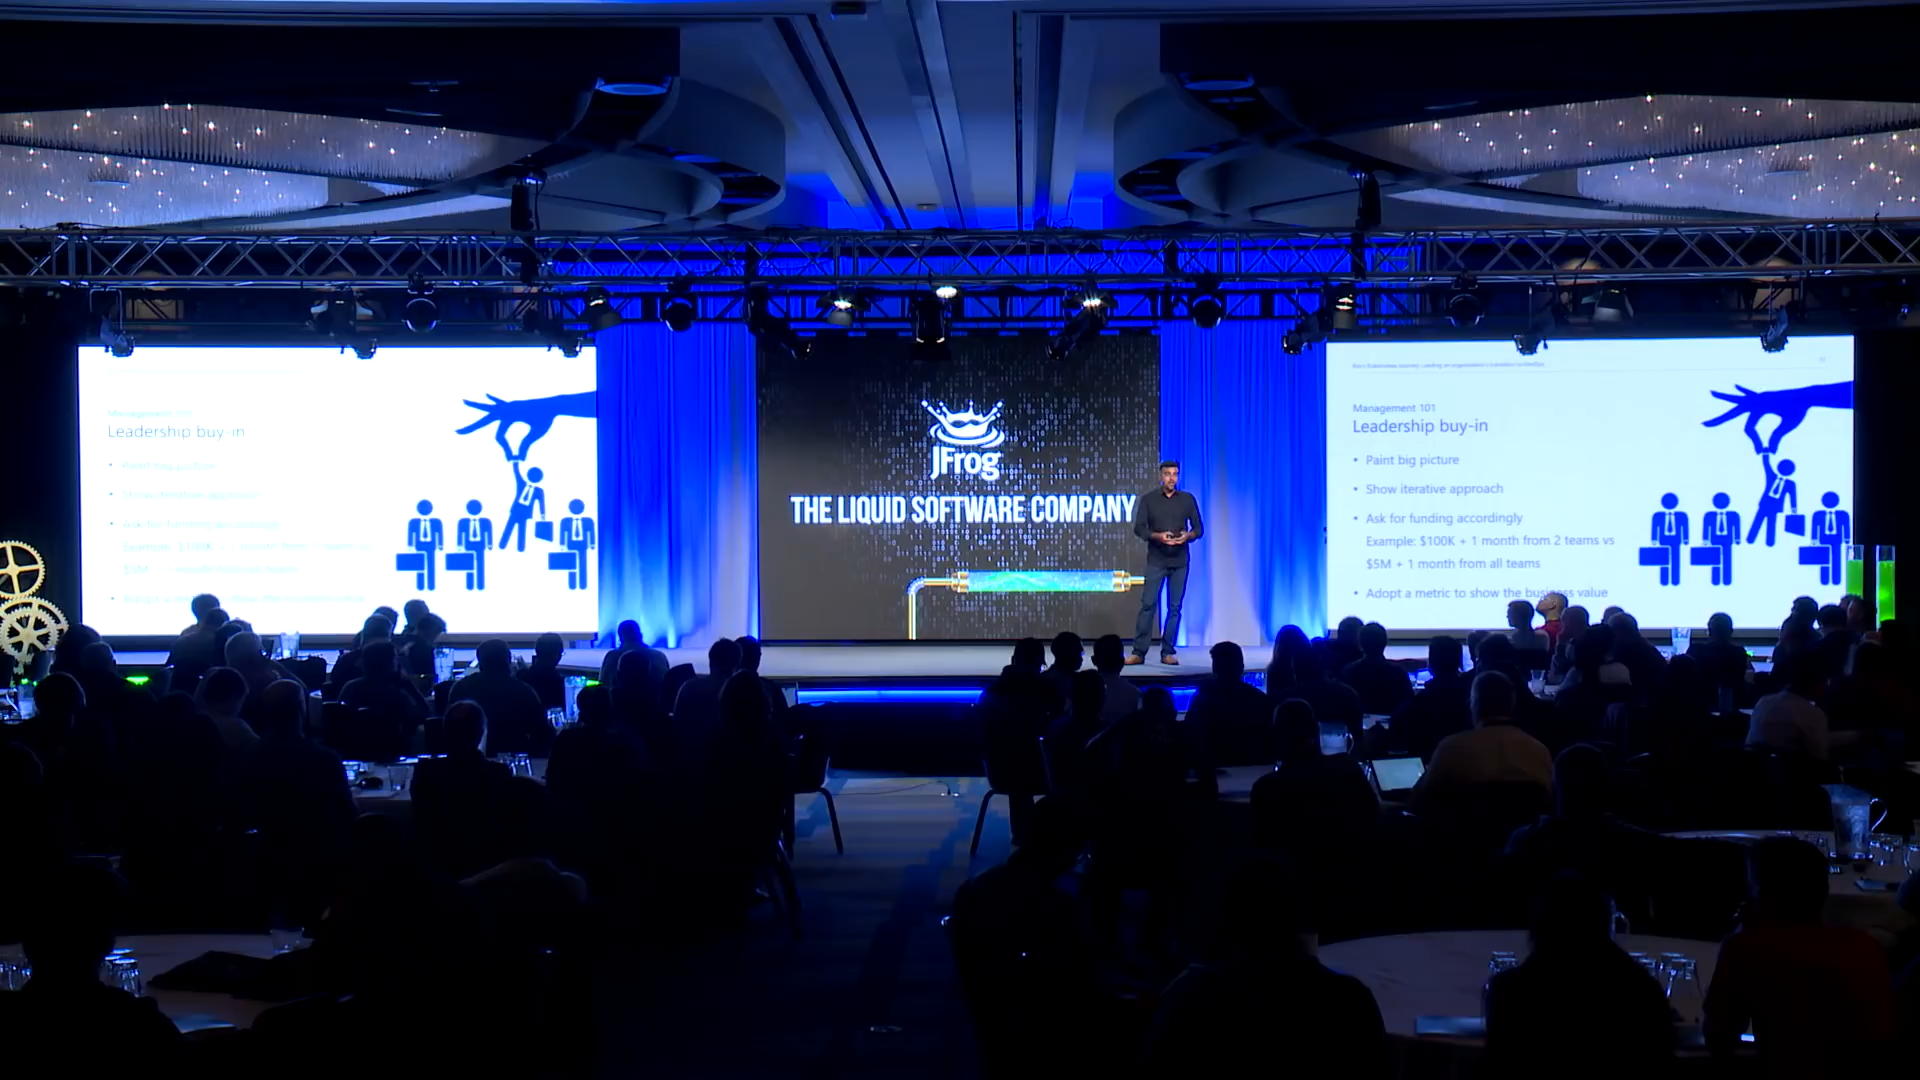 Management 101
Leadership buy-in
JFrog
THE LIQUID SOFTWARE COMPANY
Management 101
Leadership buy-in
• Paint big picture
• Show iterative approach
• Ask for funding accordingly
Example: $100K + 1 month from 2 teams vs
$5M + 1 month from all teams
• Adopt a metric to show the business value